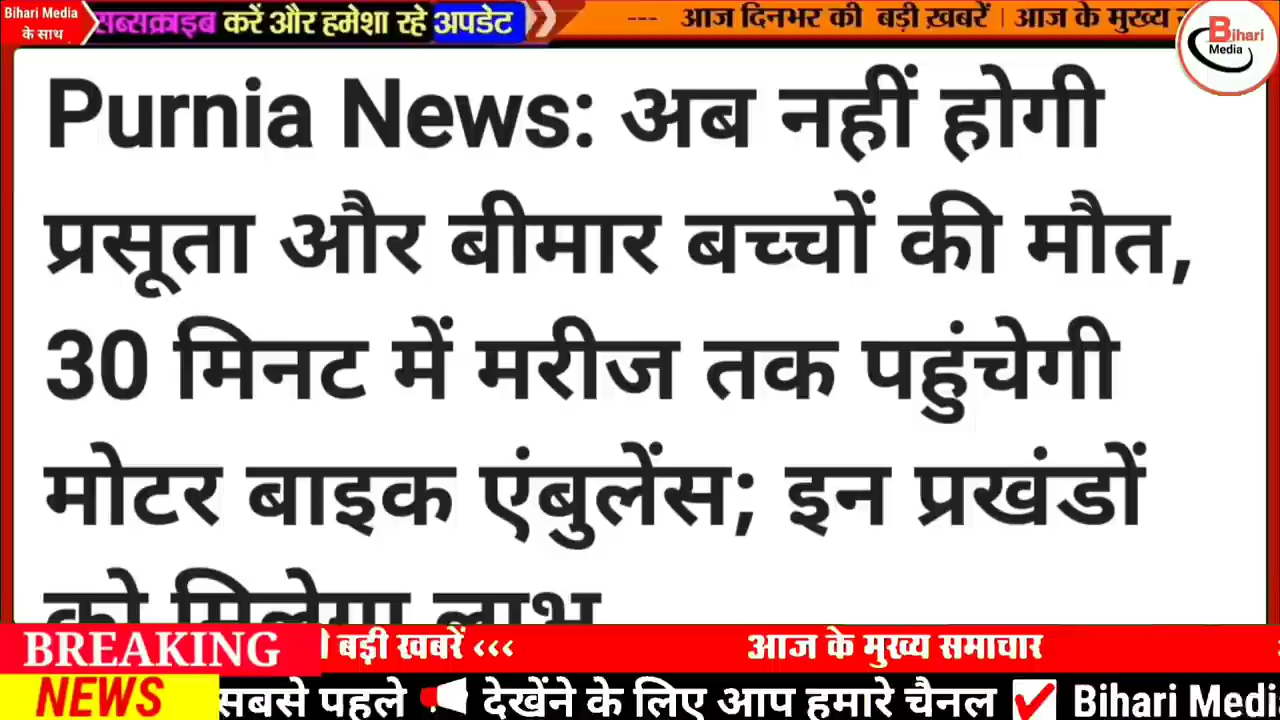 Bihari Media
के साथ
सब्सक्राइब करें और हमेशा रहे अपडेट
--- आज दिनभर की बड़ी ख़बरें | आज के मुख्य
Bihari
Media
Purnia News: अब नहीं होगी
प्रसूता और बीमार बच्चों की मौत,
30 मिनट में मरीज तक पहुंचेगी
मोटर बाइक एंबुलेंस; इन प्रखंडों
को मिलेगा लाभ
BREAKING
NEWS
बड़ी खबरें ‹‹‹ आज के मुख्य समाचार
सबसे पहले देखेंने के लिए आप हमारे चैनल Bihari Medi